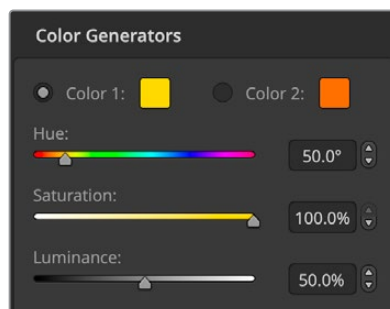 Color Generators
Color 1: Color 2:
Hue:
50.0°
Saturation:
100.0%
Luminance:
50.0%